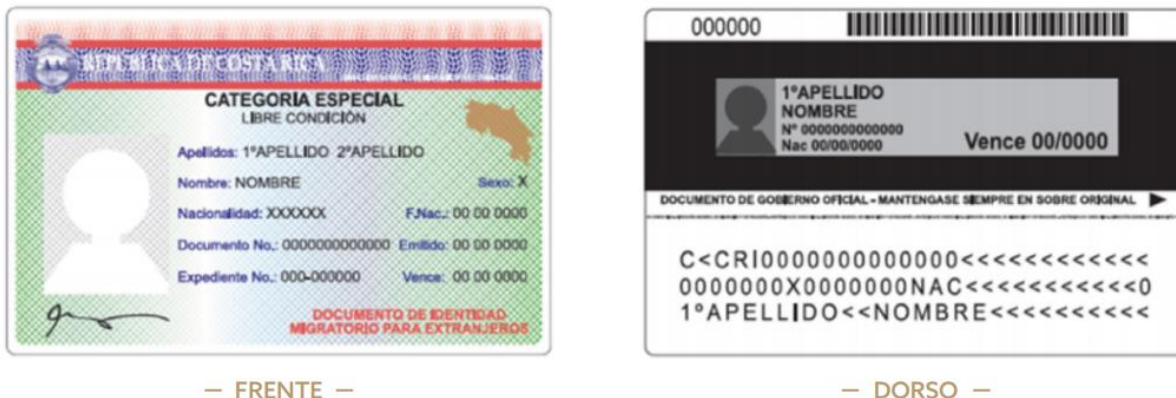 REPUBLICA DE COSTA RICA
CATEGORIA ESPECIAL
LIBRE CONDICIÓN
Apellidos: 1ºAPELLIDO 2ºAPELLIDO
Nombre: NOMBRE Sexo: X
Nacionalidad: XXXXXX F.Nac.: 00 00 0000
Documento No.: 0000000000000 Emitido: 00 00 0000
Expediente No.: 000-000000 Vence: 00 00 0000
DOCUMENTO DE IDENTIDAD
MIGRATORIO PARA EXTRANJEROS
— FRENTE —
000000
1ºAPELLIDO
NOMBRE
Nº 0000000000000
Nac 00/00/0000 Vence 00/0000
DOCUMENTO DE GOBIERNO OFICIAL - MANTENGASE SIEMPRE EN SOBRE ORIGINAL
C<CRI0000000000000<<<<<<<<<<<<
0000000X0000000NAC<<<<<<<<<<<0
1ºAPELLIDO<<NOMBRE<<<<<<<<<<
— DORSO —